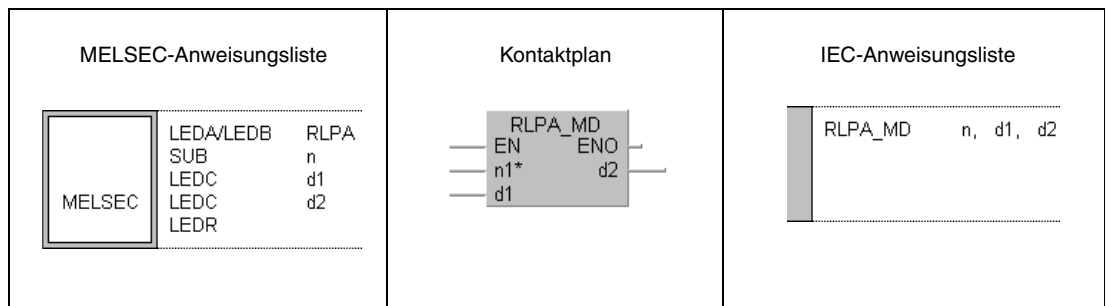 MELSEC-Anweisungsliste
MELSEC
LEDA/LEDB RLPA
SUB n
LEDC d1
LEDC d2
LEDR
Kontaktplan
RLPA_MD
EN ENO
n1* d2
d1
IEC-Anweisungsliste
RLPA_MD n, d1, d2